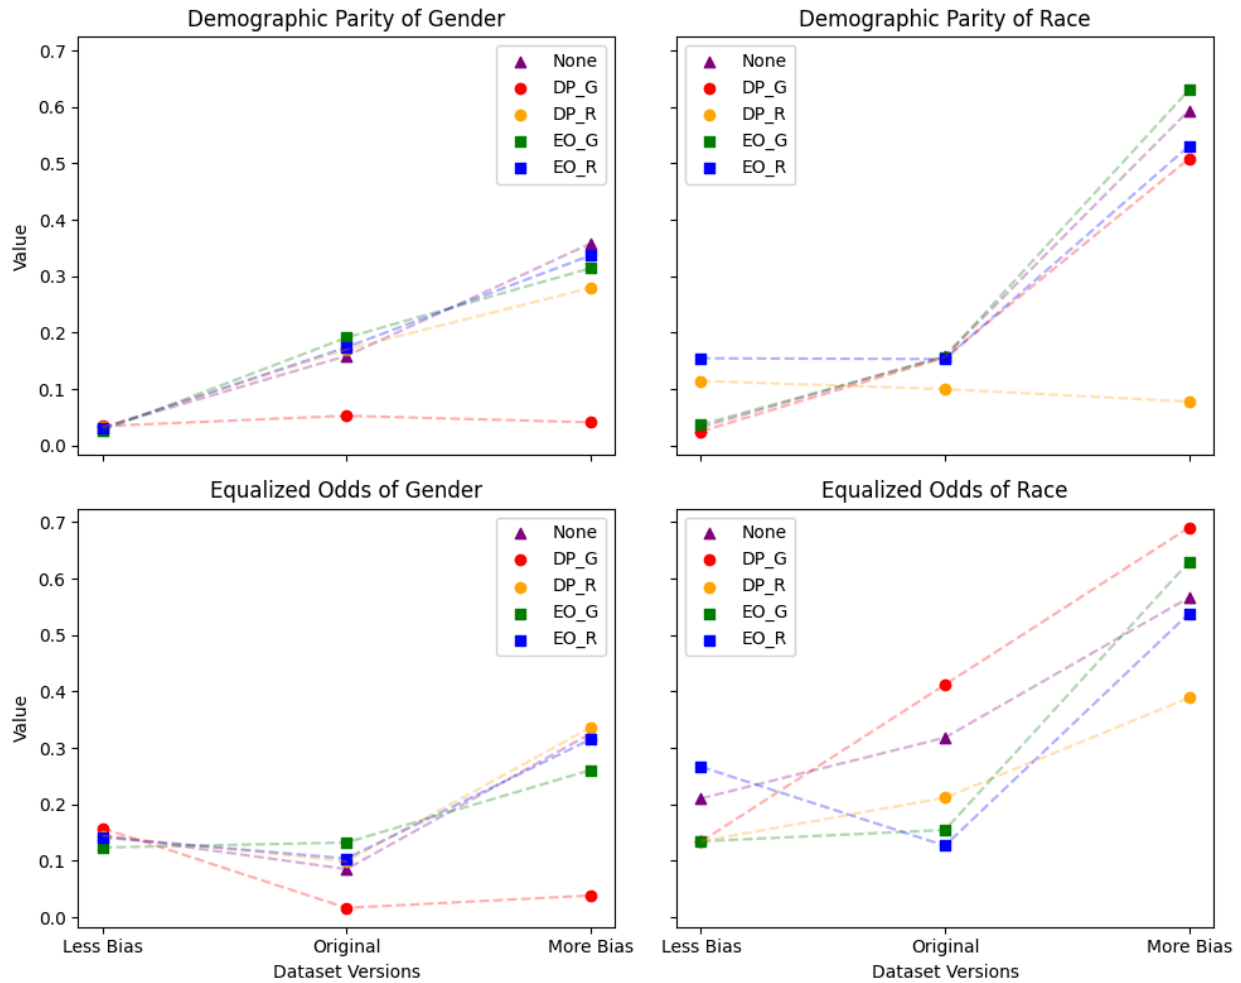 Demographic Parity of Gender
Demographic Parity of Race
0.7
0.6
0.5
0.4
0.3
0.2
0.1
0.0
Value
None
DP_G
DP_R
EO_G
EO_R
None
DP_G
DP_R
EO_G
EO_R
Equalized Odds of Gender
Equalized Odds of Race
0.7
0.6
0.5
0.4
0.3
0.2
0.1
0.0
Value
None
DP_G
DP_R
EO_G
EO_R
None
DP_G
DP_R
EO_G
EO_R
Less Bias Original More Bias
Dataset Versions
Less Bias Original More Bias
Dataset Versions